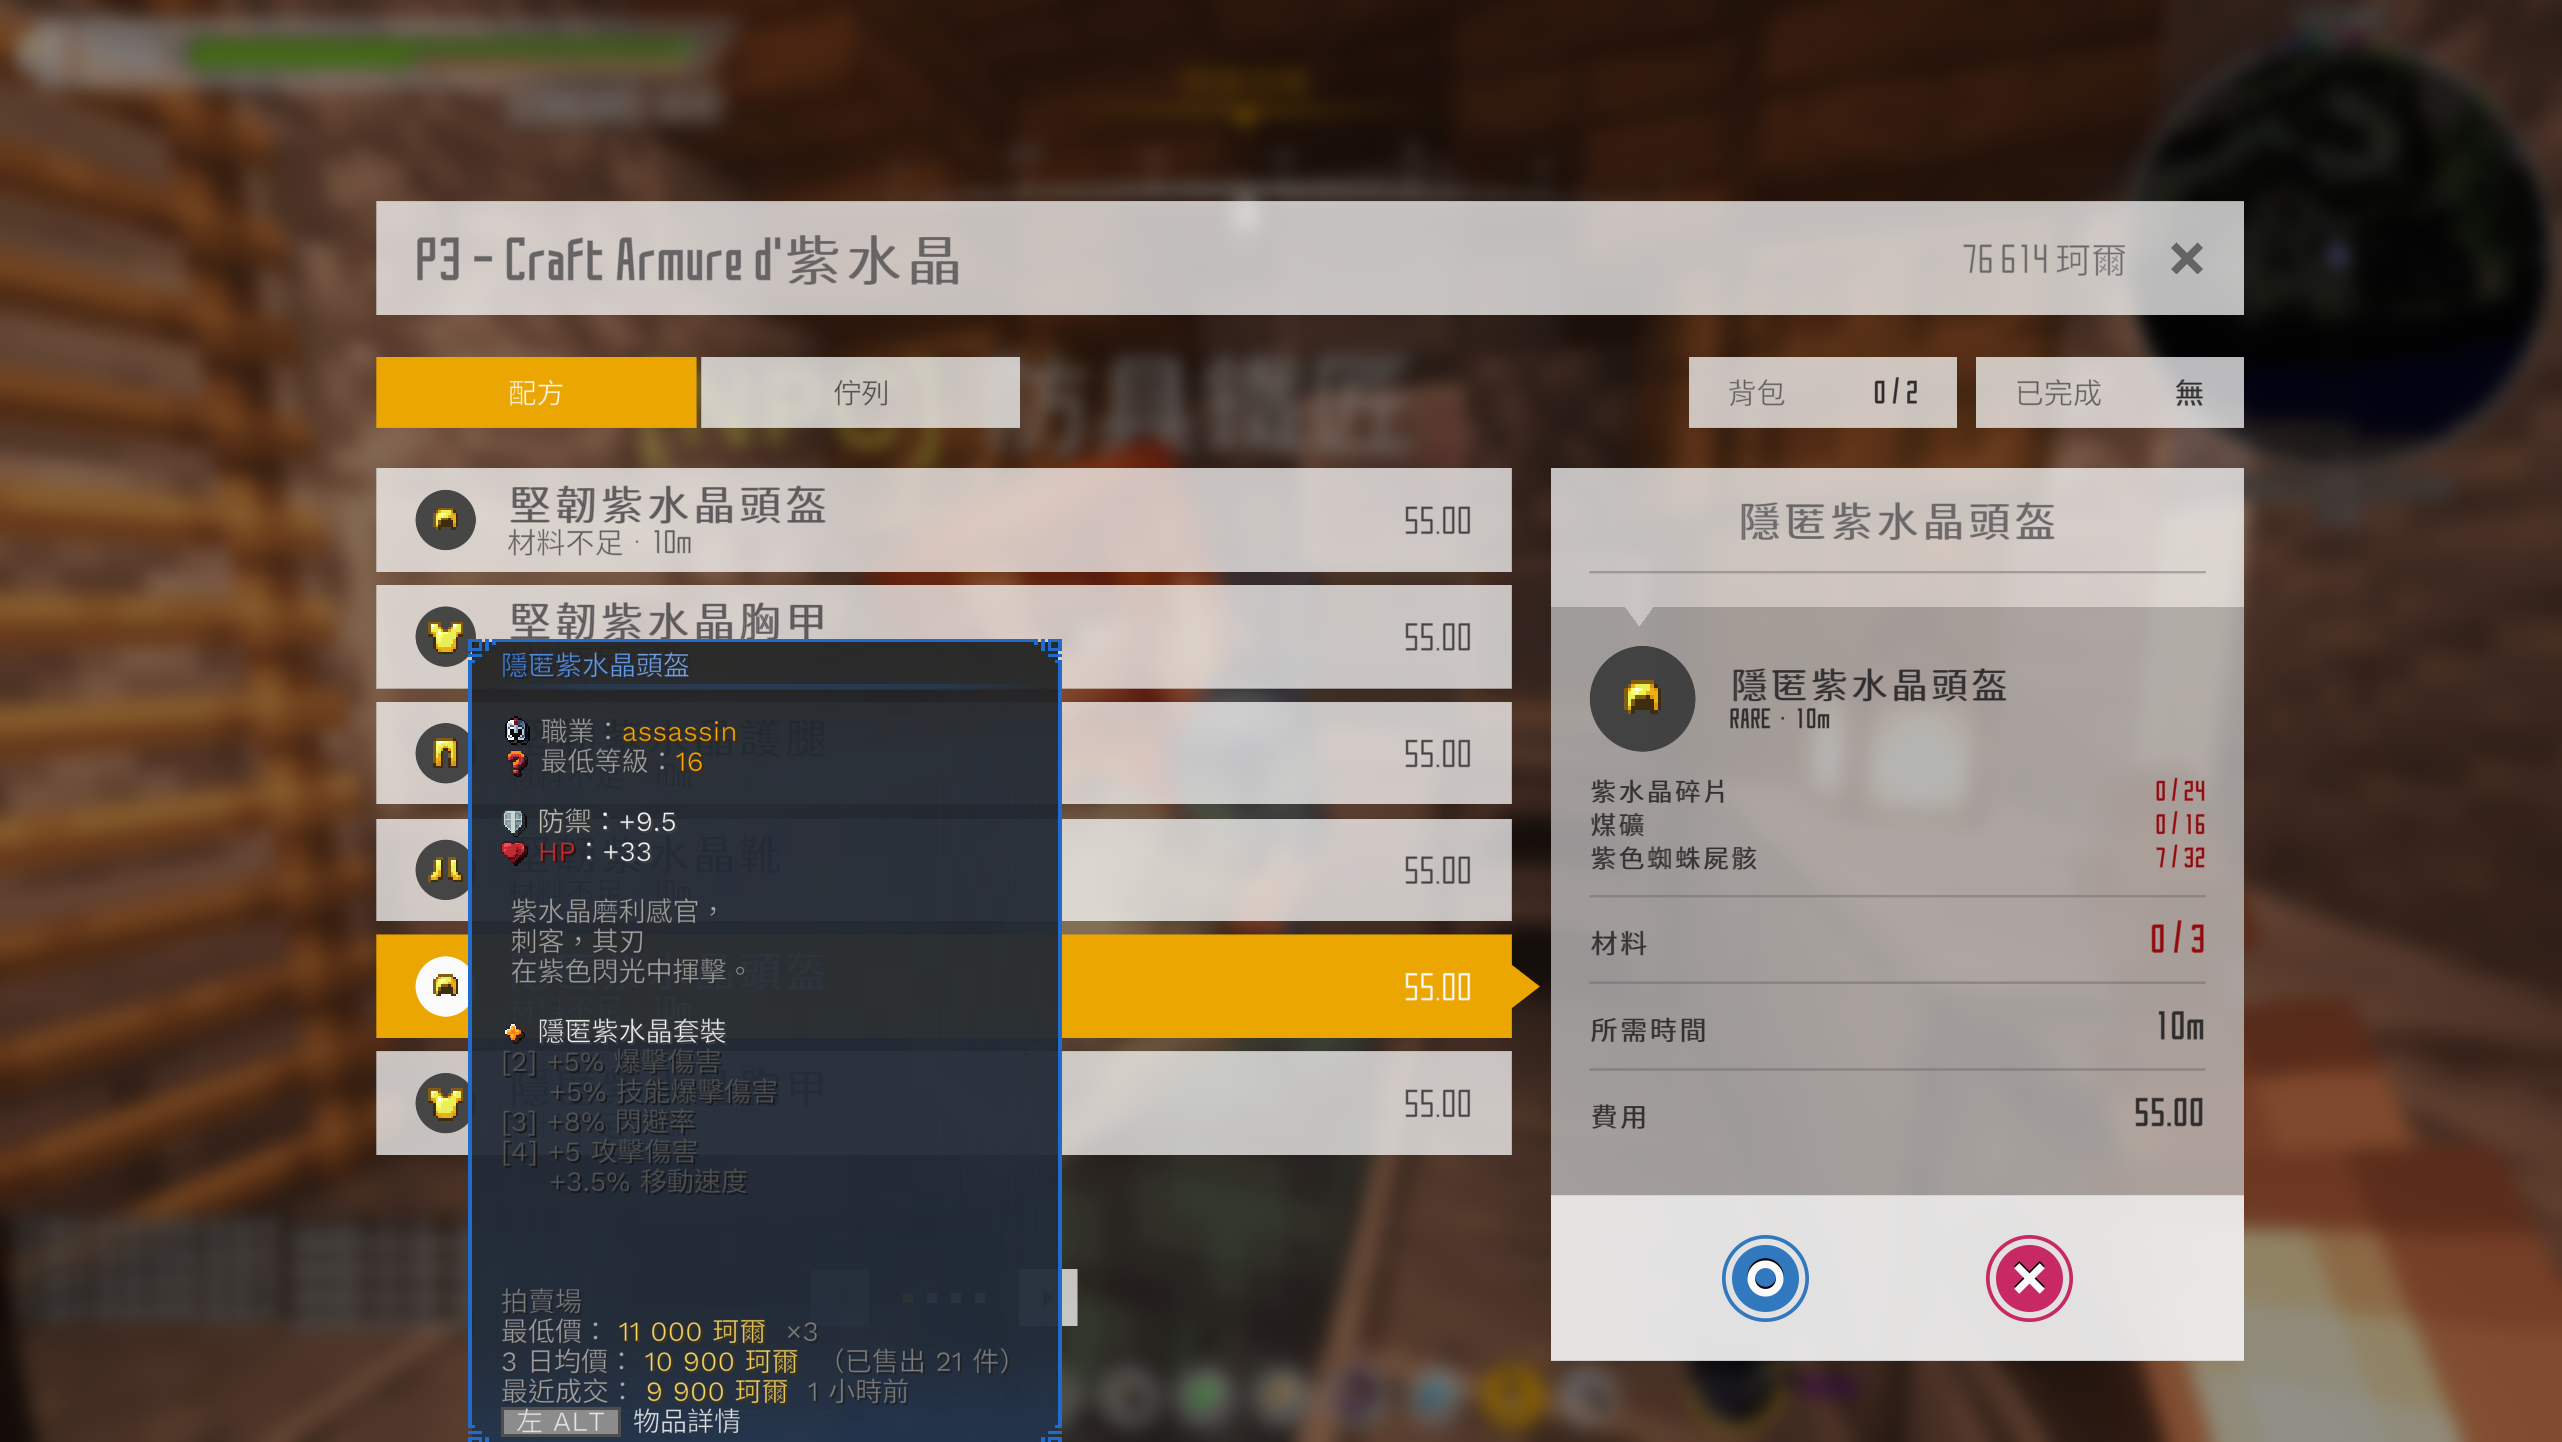 P3 - Craft Armure d'紫水晶
76 614 珂爾
配方
佇列
背包 0/2
已完成 無
堅韌紫水晶頭盔
材料不足 · 10m
55.00
堅韌紫水晶胸甲
55.00
55.00
55.00
55.00
55.00
隱匿紫水晶頭盔
職業：assassin
最低等級：16
防禦：+9.5
HP：+33
紫水晶磨利感官，
刺客，其刃
在紫色閃光中揮擊。
隱匿紫水晶套裝
[2] +5% 爆擊傷害
+5% 技能爆擊傷害
[3] +8% 閃避率
[4] +5 攻擊傷害
+3.5% 移動速度
拍賣場
最低價： 11 000 珂爾 ×3
3 日均價： 10 900 珂爾 （已售出 21 件）
最近成交： 9 900 珂爾 1 小時前
左 ALT 物品詳情
隱匿紫水晶頭盔
隱匿紫水晶頭盔
RARE · 10m
紫水晶碎片 0/24
煤礦 0/16
紫色蜘蛛屍骸 7/32
材料 0/3
所需時間 10m
費用 55.00